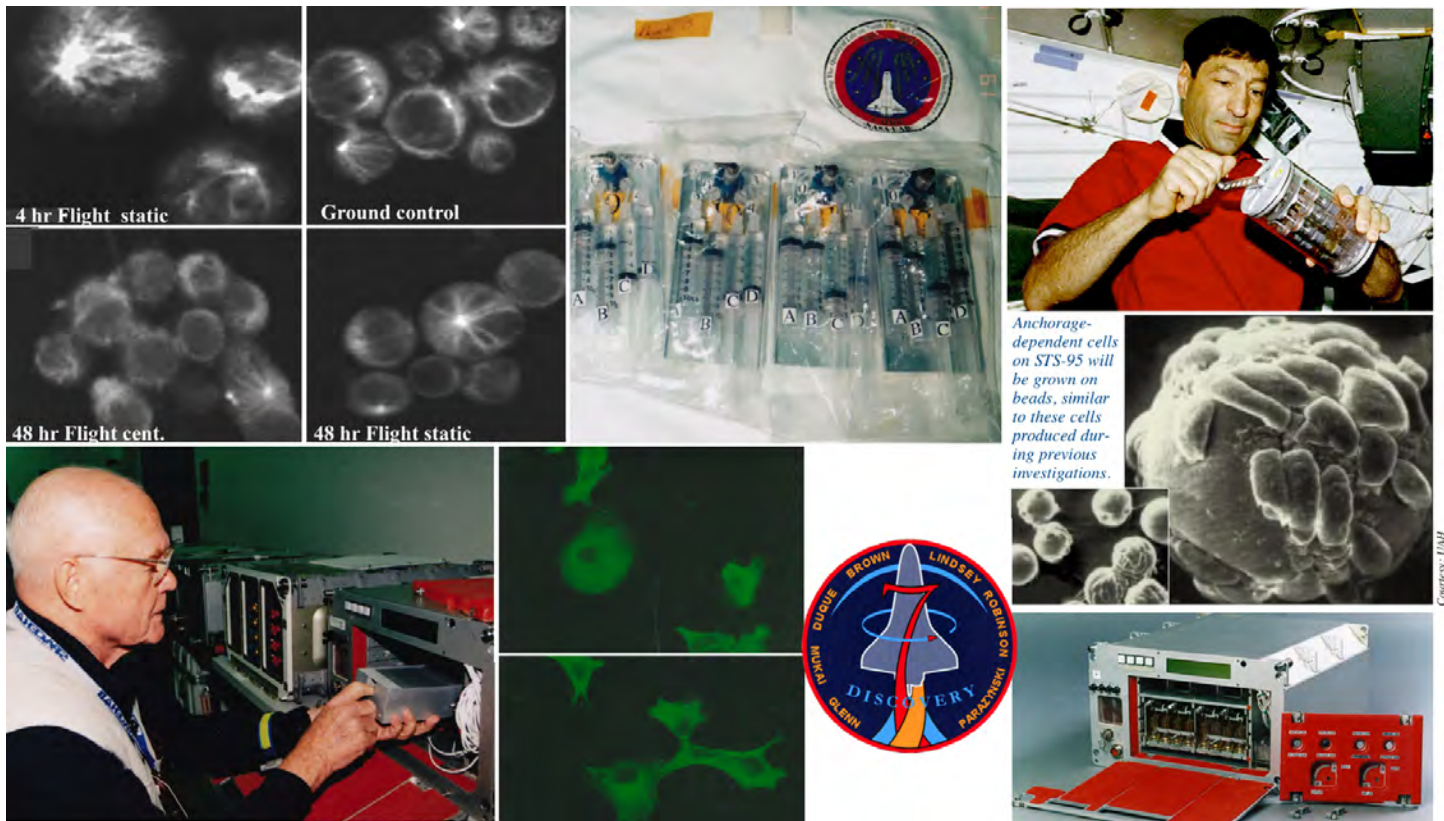 4 hr Flight static
Ground control
48 hr Flight cent.
48 hr Flight static
A
B
C
D
B
C
D
A
B
C
D
A
B
C
D
Anchorage-
dependent cells
on STS-95 will
be grown on
beads, similar
to these cells
produced dur-
ing previous
investigations.
Courtesy: UAH
MUKAI DUQUE BROWN LINDSEY ROBINSON
7
DISCOVERY
GLENN PARAZYNSKI